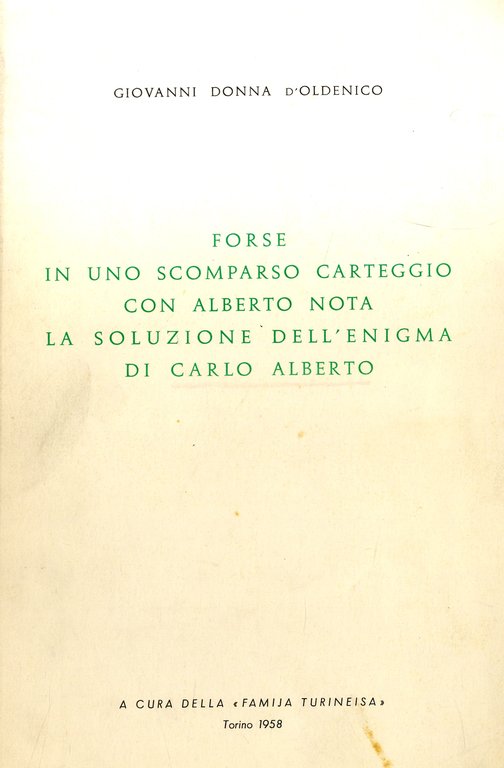 GIOVANNI DONNA D'OLDENICO
FORSE
IN UNO SCOMPARSO CARTEGGIO
CON ALBERTO NOTA
LA SOLUZIONE DELL'ENIGMA
DI CARLO ALBERTO
A CURA DELLA «FAMIJA TURINEISA»
Torino 1958